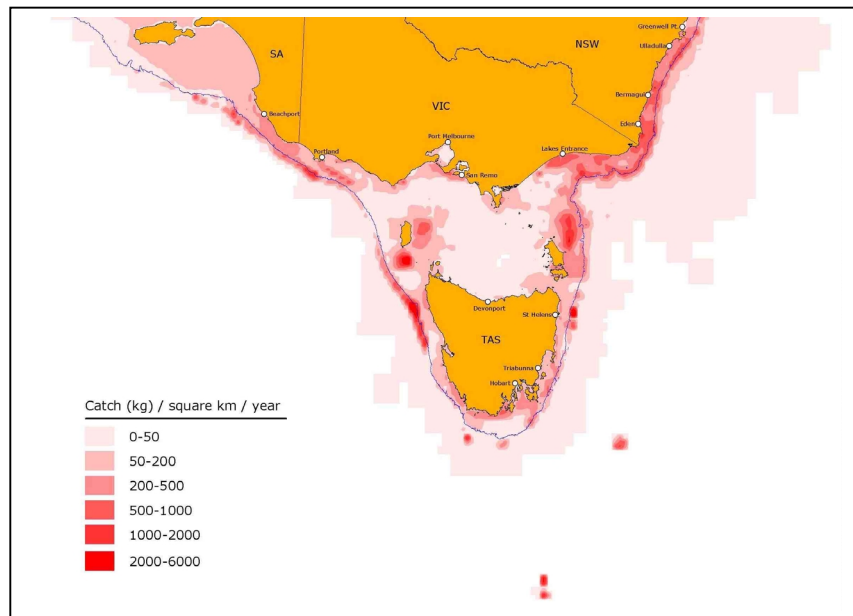 Greenwell Pt.
Ulladulla
NSW
SA
Bermagui
VIC
Beachport
Eden
Port Melbourne
Lakes Entrance
Portland
San Remo
Devonport
St Helens
TAS
Triabunna
Hobart
Catch (kg) / square km / year
0-50
50-200
200-500
500-1000
1000-2000
2000-6000